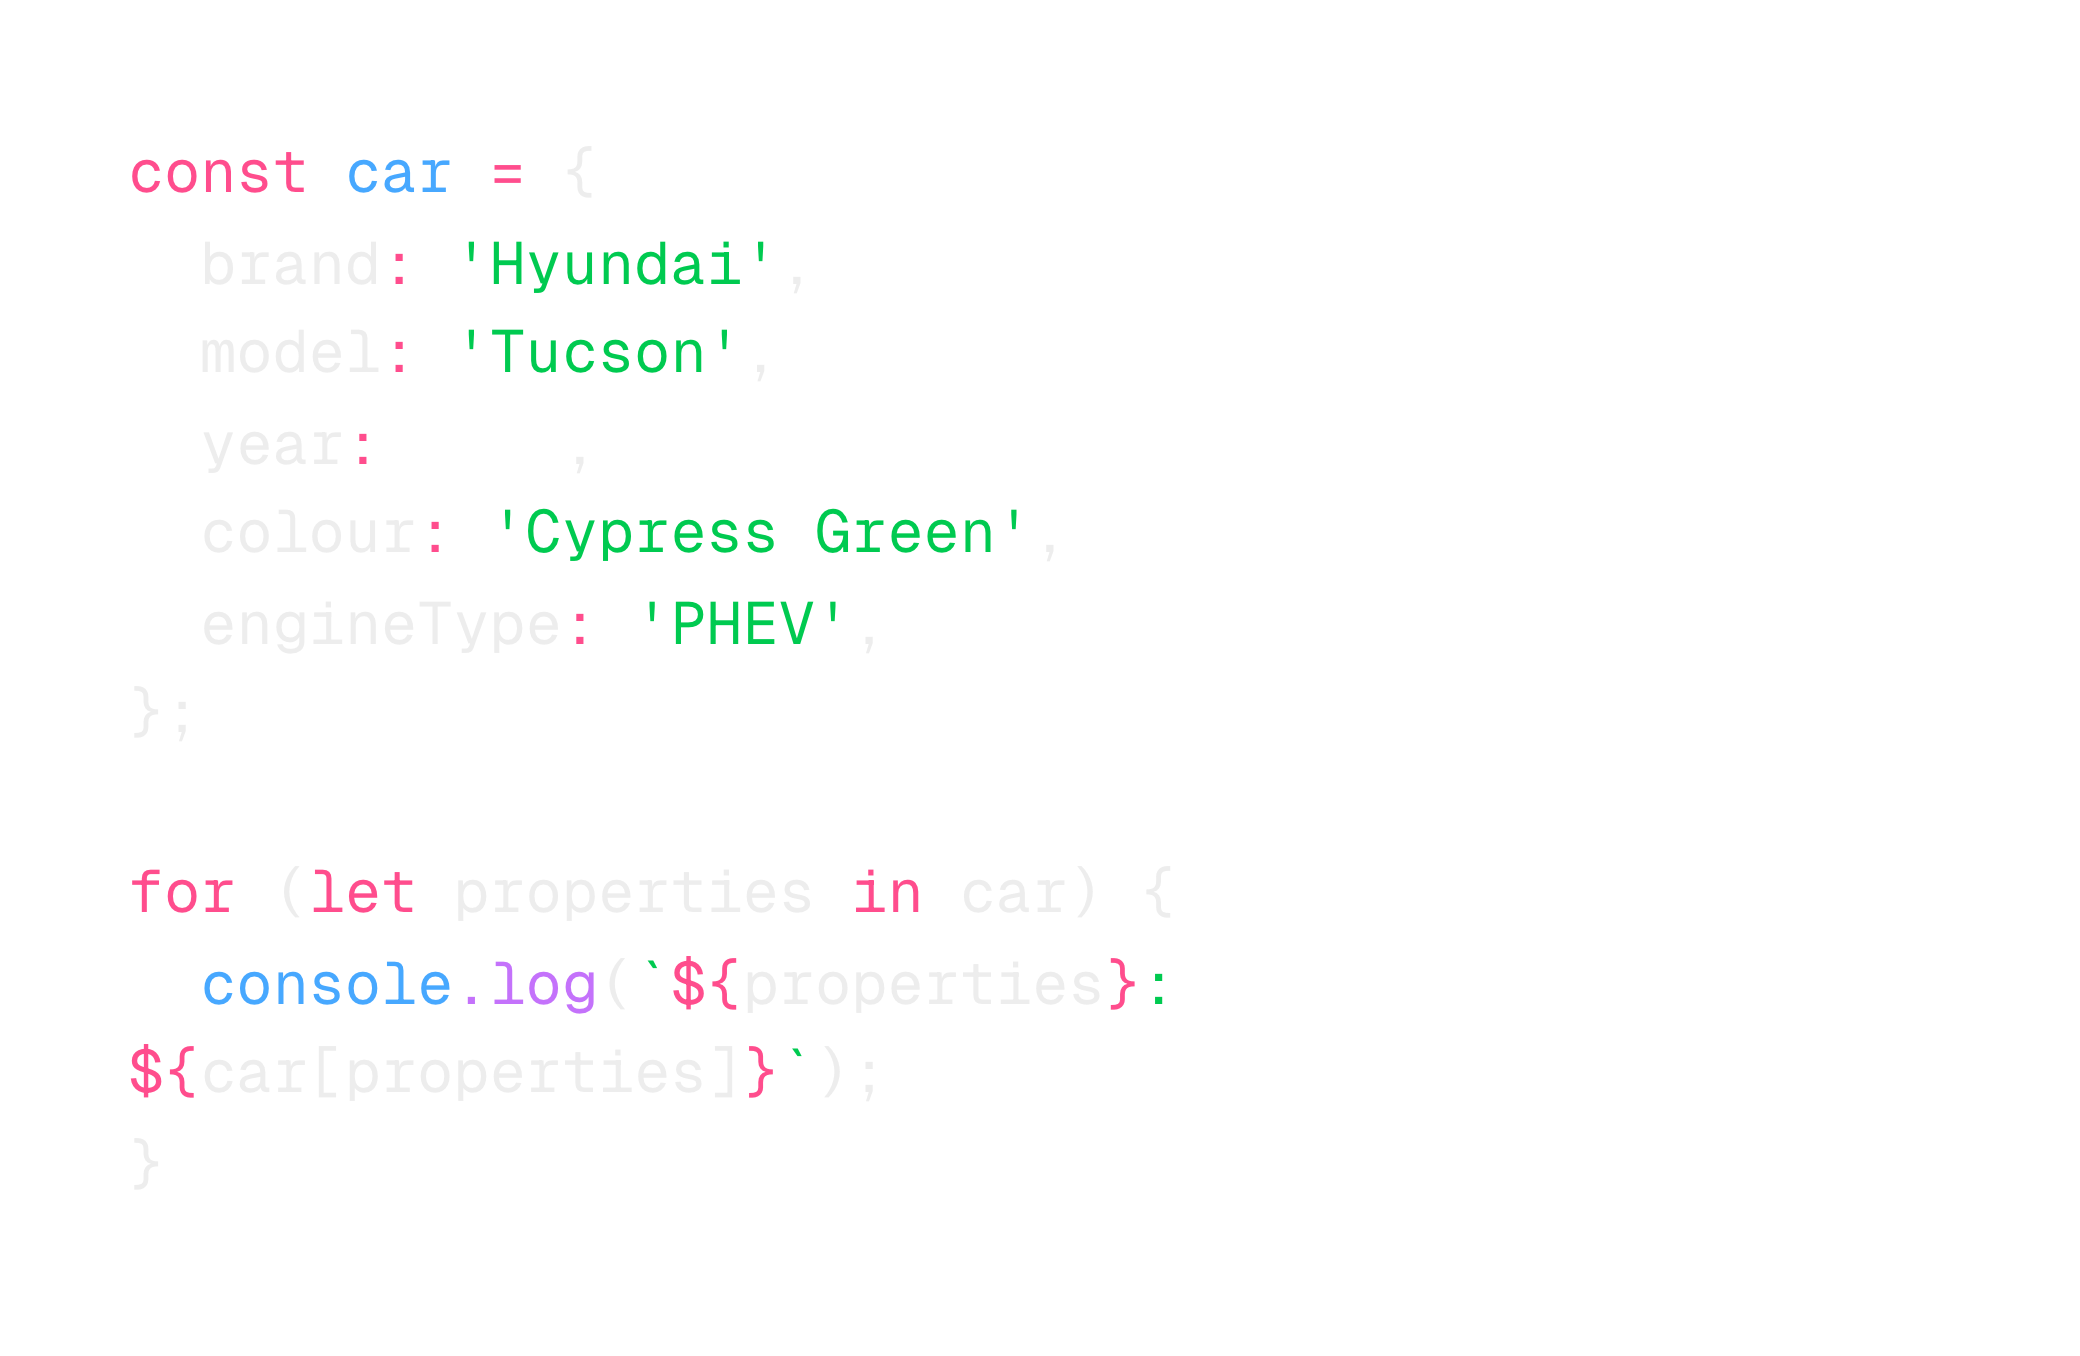 const car = {
  brand: 'Hyundai',
  model: 'Tucson',
  year:     ,
  colour: 'Cypress Green',
  engineType: 'PHEV',
};

for (let properties in car) {
  console.log(`${properties}:
${car[properties]}`);
}